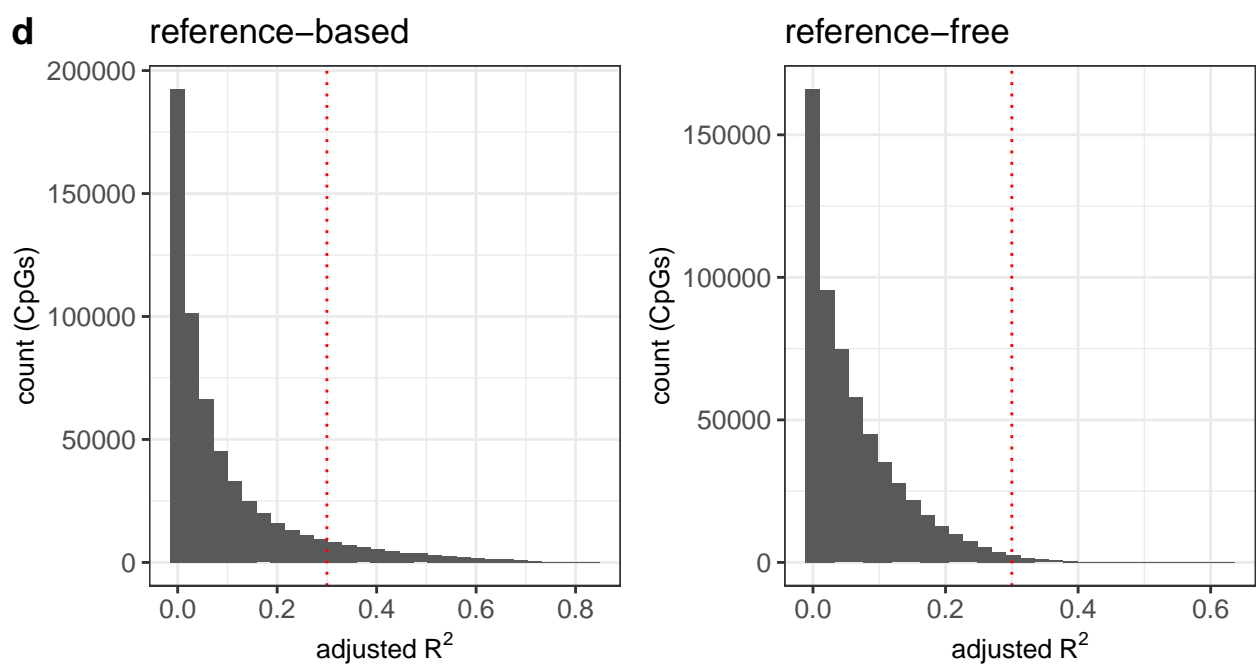 d
reference−based
reference−free
count (CpGs)
200000
150000
100000
50000
0
0.0 0.2 0.4 0.6 0.8
adjusted R²
count (CpGs)
150000
100000
50000
0
0.0 0.2 0.4 0.6
adjusted R²